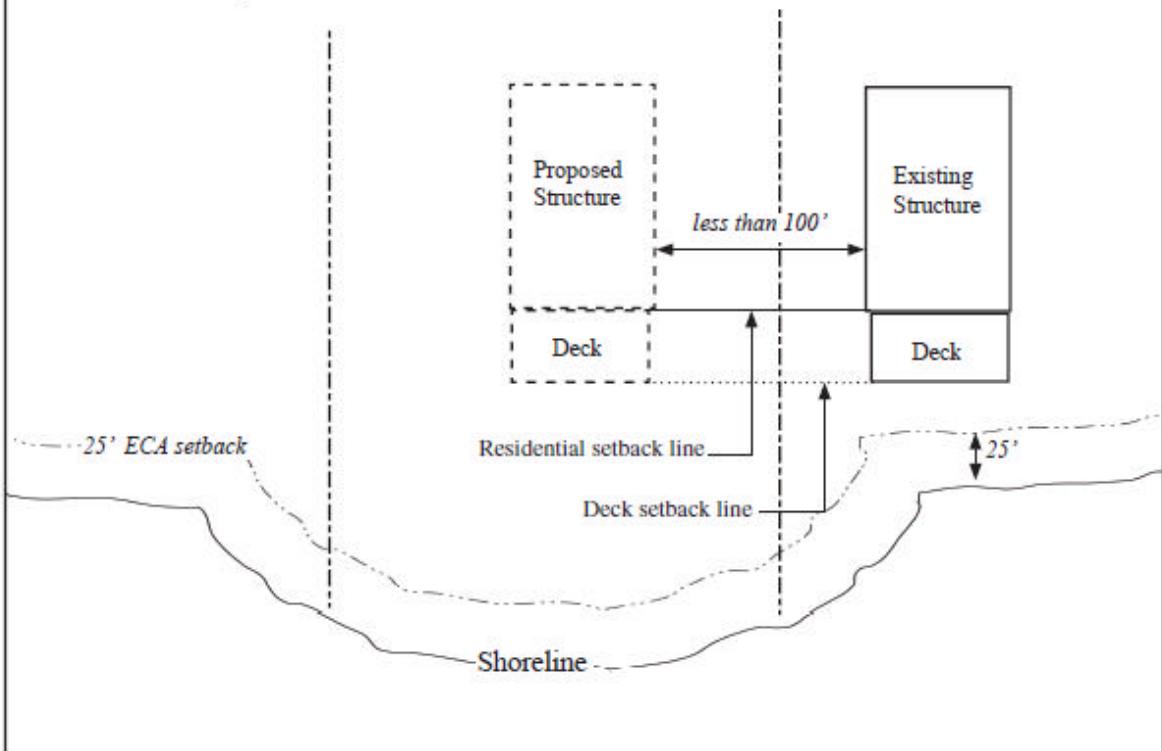 Proposed
Structure
Existing
Structure
less than 100’
Deck
Deck
25’ ECA setback
Residential setback line
25’
Deck setback line
Shoreline